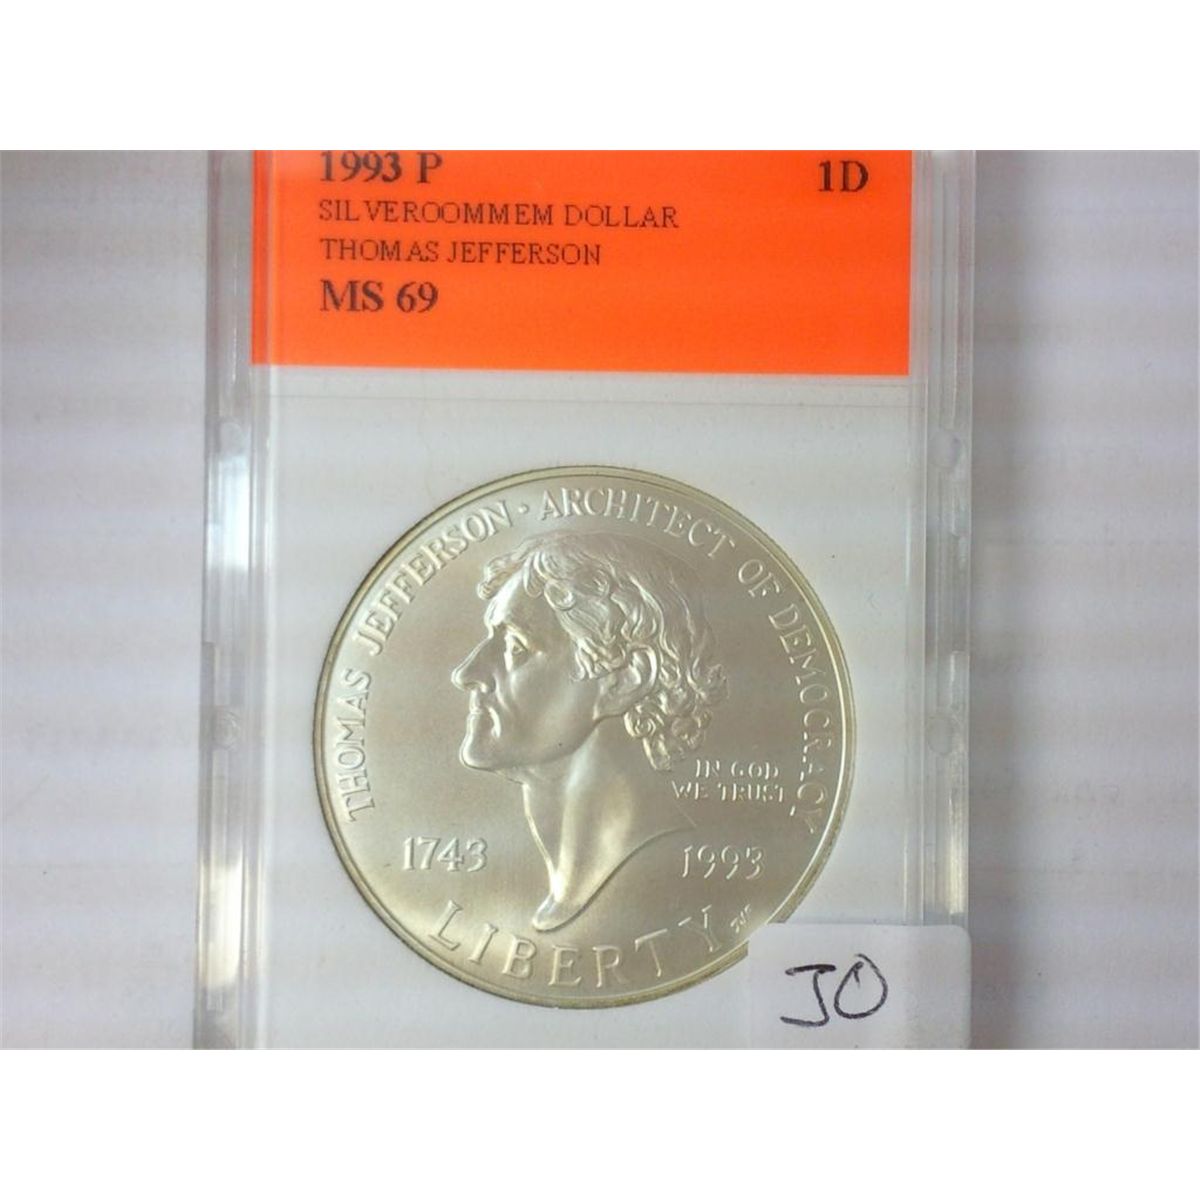 1993 P
1D
SILVEROOMMEM DOLLAR
THOMAS JEFFERSON
MS 69
THOMAS JEFFERSON · ARCHITECT OF DEMOCRACY
IN GOD
WE TRUST
1743
1993
LIBERTY
JO